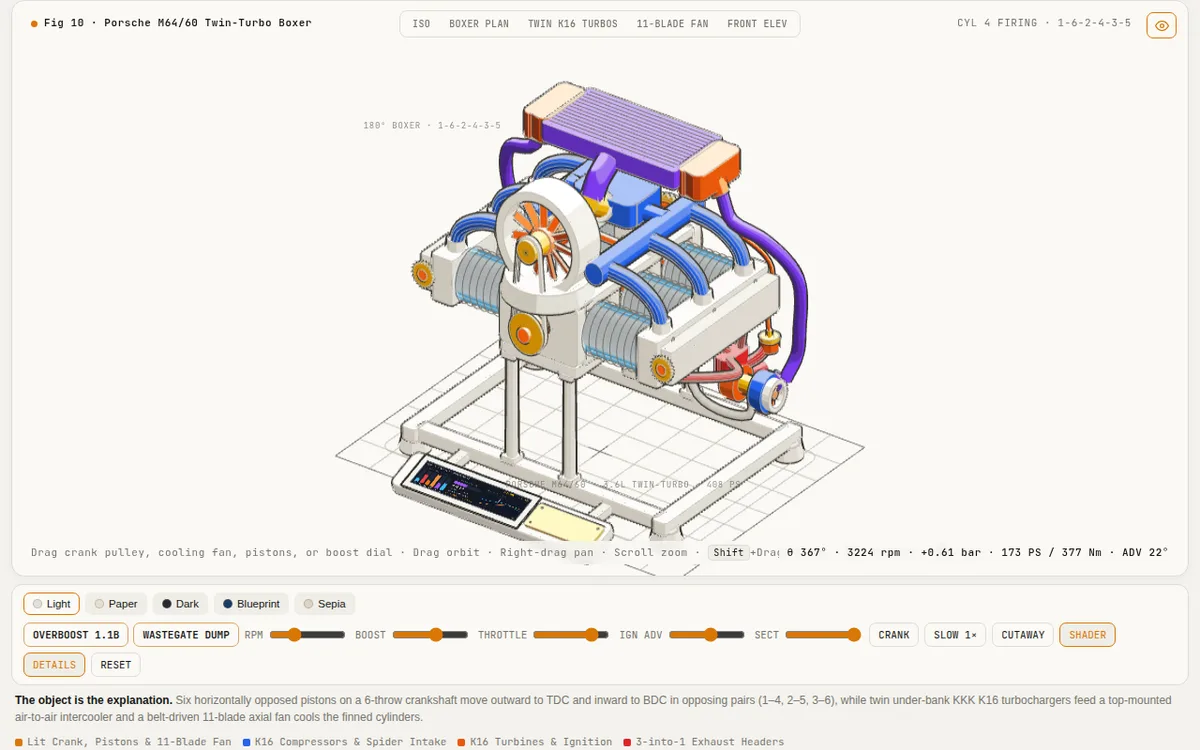 Fig 10 · Porsche M64/60 Twin-Turbo Boxer
ISO BOXER PLAN TWIN K16 TURBOS 11-BLADE FAN FRONT ELEV
CYL 4 FIRING · 1-6-2-4-3-5
180° BOXER · 1-6-2-4-3-5
PORSCHE M64/60 · 3.6L TWIN-TURBO · 408 PS
Drag crank pulley, cooling fan, pistons, or boost dial · Drag orbit · Right-drag pan · Scroll zoom · Shift+Drag
θ 367° · 3224 rpm · +0.61 bar · 173 PS / 377 Nm · ADV 22°
Light Paper Dark Blueprint Sepia
OVERBOOST 1.1B WASTEGATE DUMP RPM BOOST THROTTLE IGN ADV SECT CRANK SLOW 1× CUTAWAY SHADER
DETAILS RESET
The object is the explanation. Six horizontally opposed pistons on a 6-throw crankshaft move outward to TDC and inward to BDC in opposing pairs (1–4, 2–5, 3–6), while twin under-bank KKK K16 turbochargers feed a top-mounted
air-to-air intercooler and a belt-driven 11-blade axial fan cools the finned cylinders.
Lit Crank, Pistons & 11-Blade Fan K16 Compressors & Spider Intake K16 Turbines & Ignition 3-into-1 Exhaust Headers